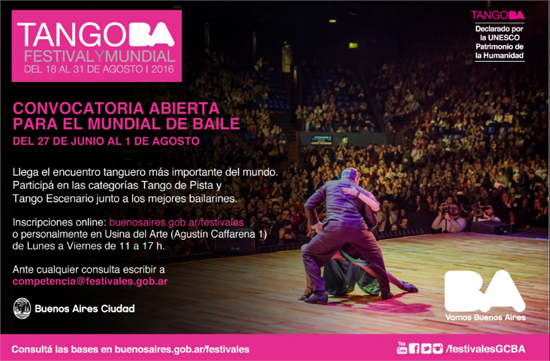 TANGOBA
FESTIVALYMUNDIAL
DEL 18 AL 31 DE AGOSTO | 2016
TANGOBA
Declarado por
la UNESCO
Patrimonio de
la Humanidad
CONVOCATORIA ABIERTA
PARA EL MUNDIAL DE BAILE
DEL 27 DE JUNIO AL 1 DE AGOSTO
Llega el encuentro tanguero más importante del mundo.
Participá en las categorías Tango de Pista y
Tango Escenario junto a los mejores bailarines.
Inscripciones online: buenosaires.gob.ar/festivales
o personalmente en Usina del Arte (Agustín Caffarena 1)
de Lunes a Viernes de 11 a 17 h.
Ante cualquier consulta escribir a
competencia@festivales.gob.ar
Buenos Aires Ciudad
BA
Vamos Buenos Aires
Consultá las bases en buenosaires.gob.ar/festivales
You Tube /festivalesGCBA